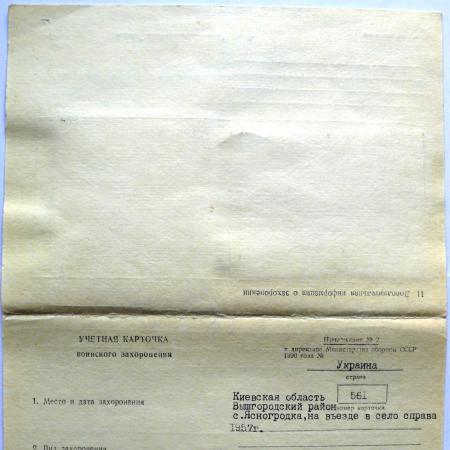 11 Дополнительная информация о захоронении
УЧЕТНАЯ КАРТОЧКА
воинского захоронения
Приложение № 2
к директиве Министерства обороны СССР
1990 года №
Украина
страна
561
номер карточки
1. Место и дата захоронения
Киевская область
Вышгородский район
с.Ясногродка,на въезде в село справа
1957г.
2. Вид захоронения